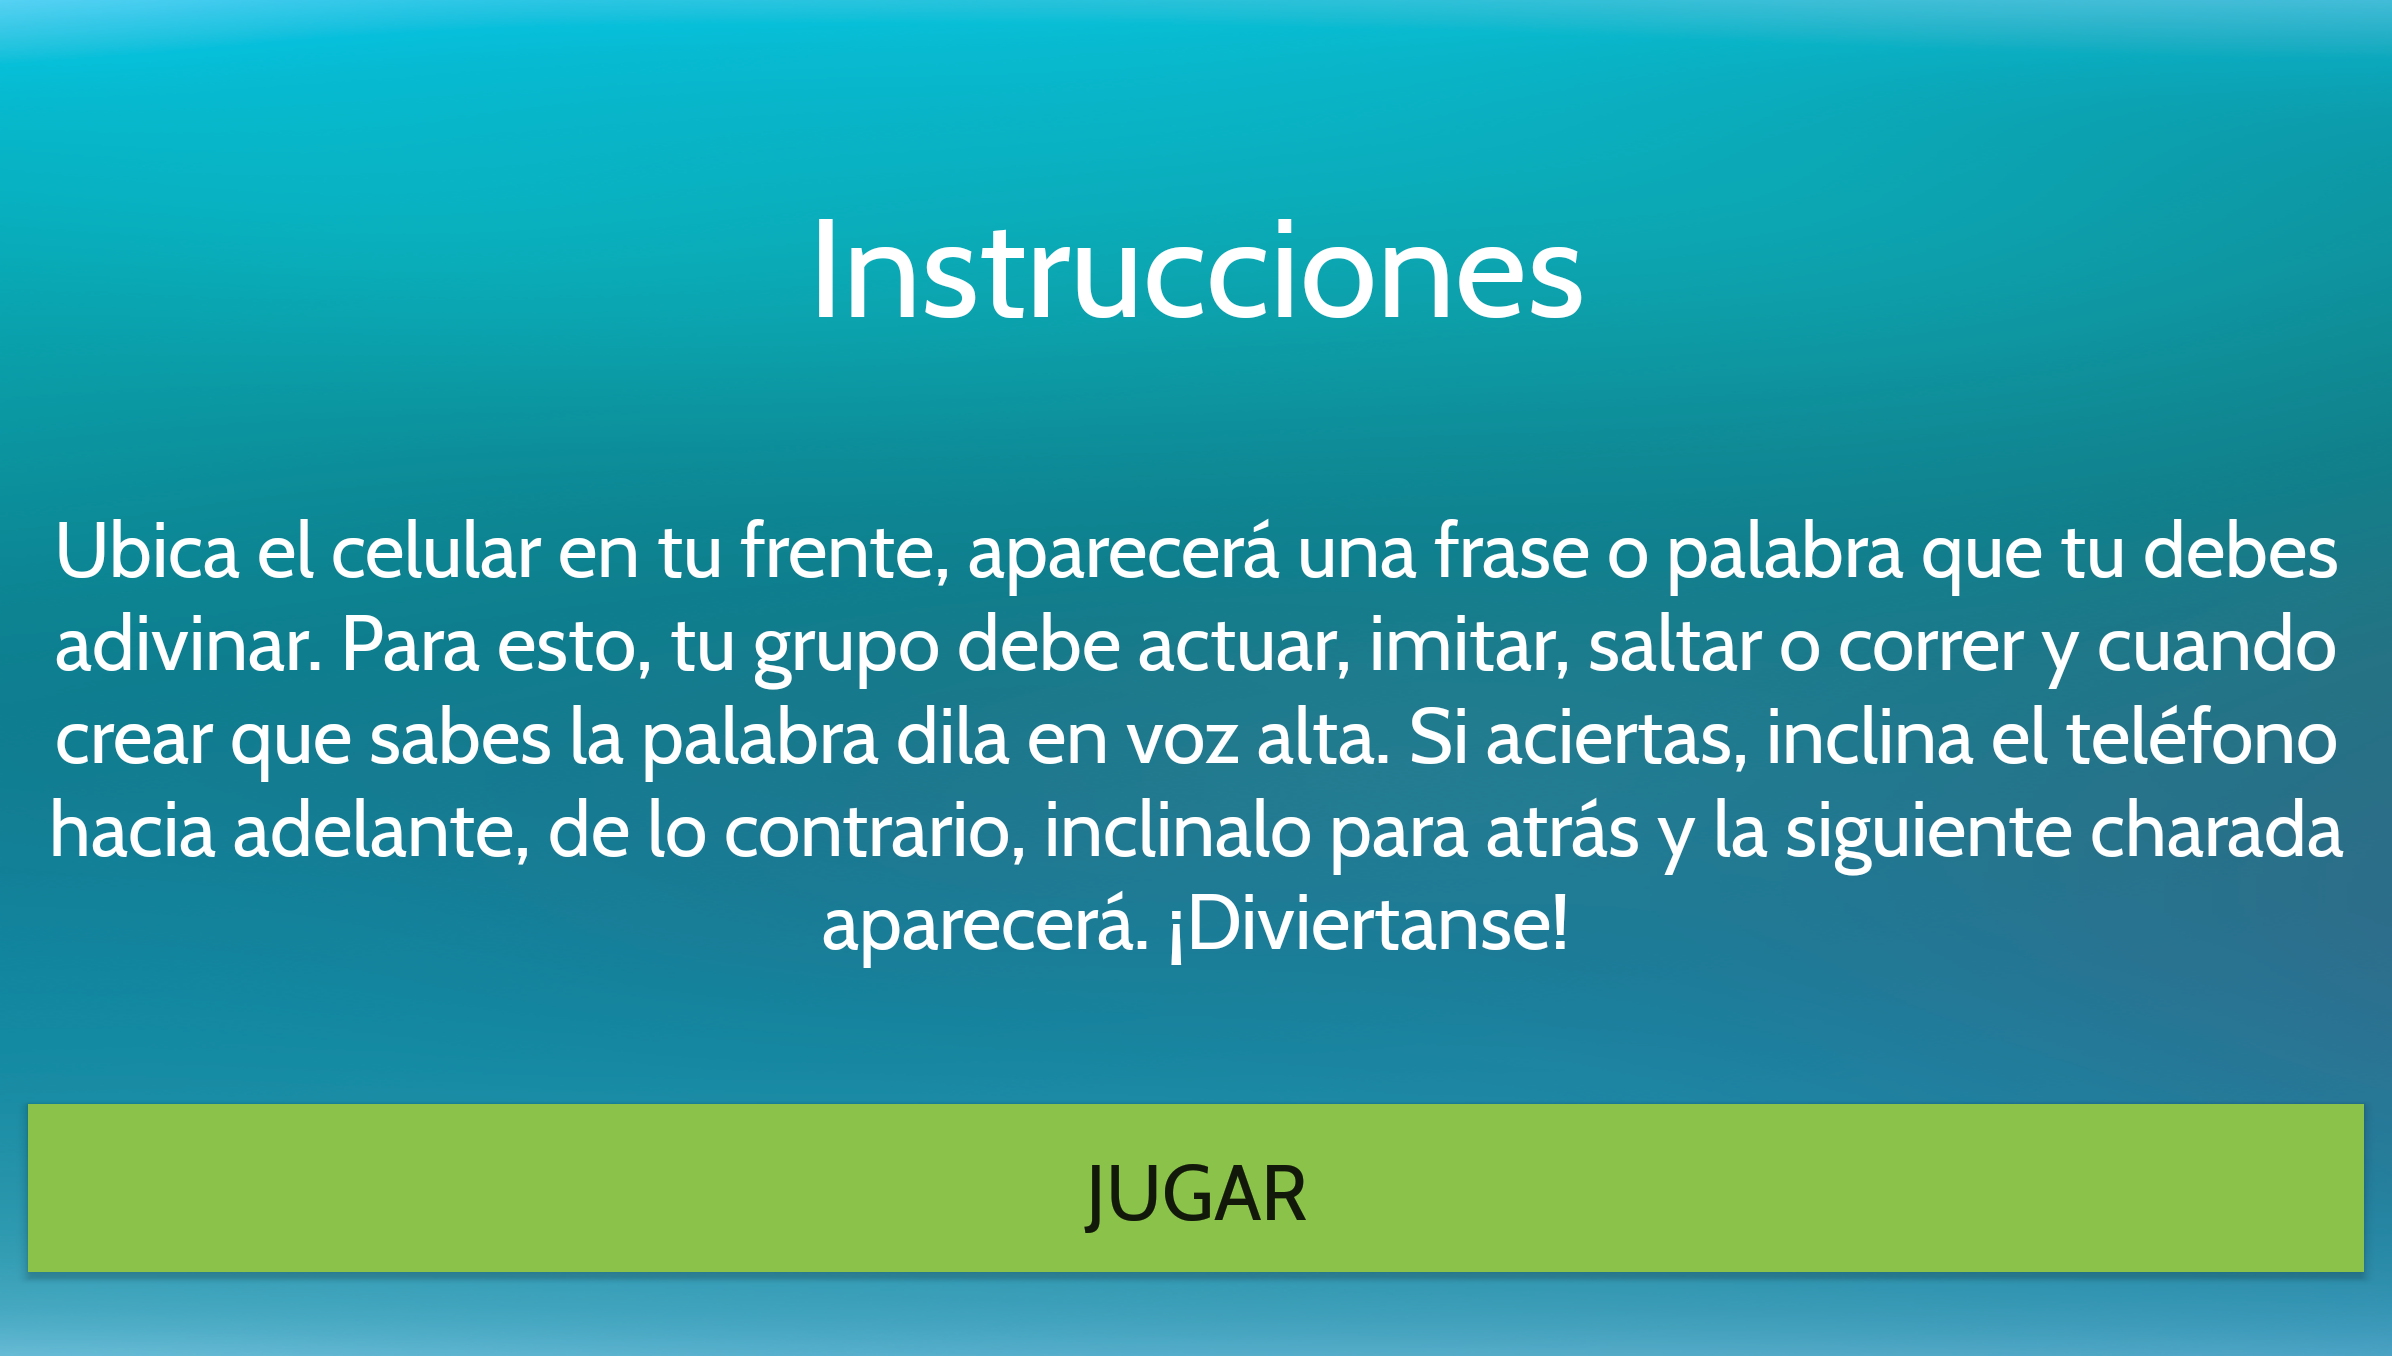 Instrucciones
Ubica el celular en tu frente, aparecerá una frase o palabra que tu debes
adivinar. Para esto, tu grupo debe actuar, imitar, saltar o correr y cuando
crear que sabes la palabra dila en voz alta. Si aciertas, inclina el teléfono
hacia adelante, de lo contrario, inclinalo para atrás y la siguiente charada
aparecerá. ¡Diviertanse!
JUGAR